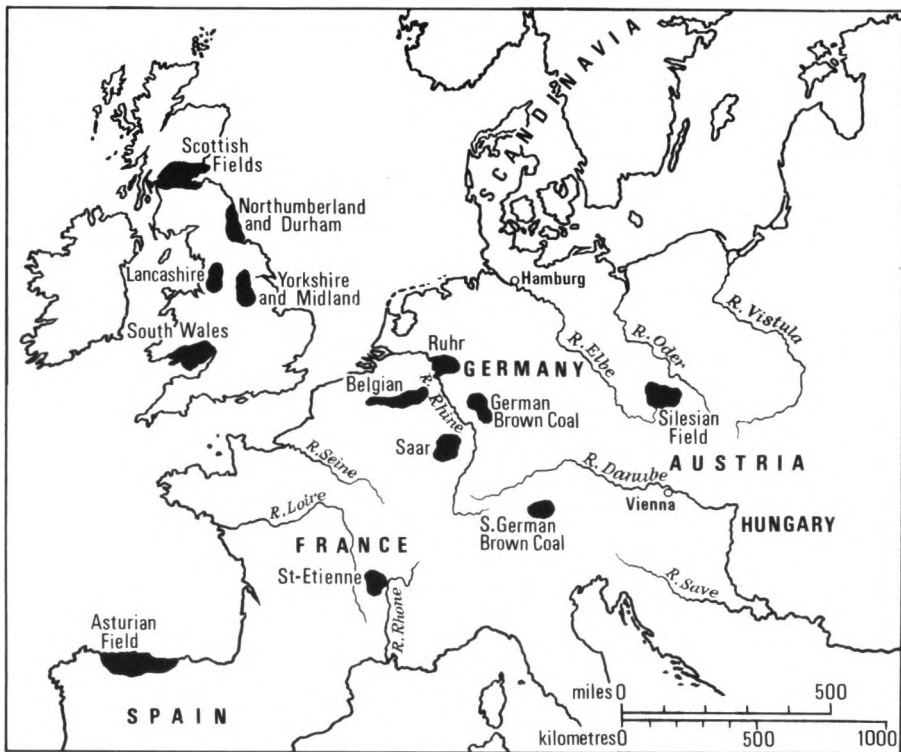 SCANDINAVIA
Scottish
Fields
Northumberland
and Durham
Lancashire
Yorkshire
and Midland
South Wales
Hamburg
R. Vistula
R. Oder
R. Elbe
Ruhr
GERMANY
Belgian
R. Rhine
German
Brown Coal
Silesian
Field
Saar
R. Seine
AUSTRIA
R. Danube
Vienna
R. Loire
S. German
Brown Coal
HUNGARY
FRANCE
St-Etienne
R. Save
R. Rhone
Asturian
Field
SPAIN
miles 0 500
kilometres 0 500 1000